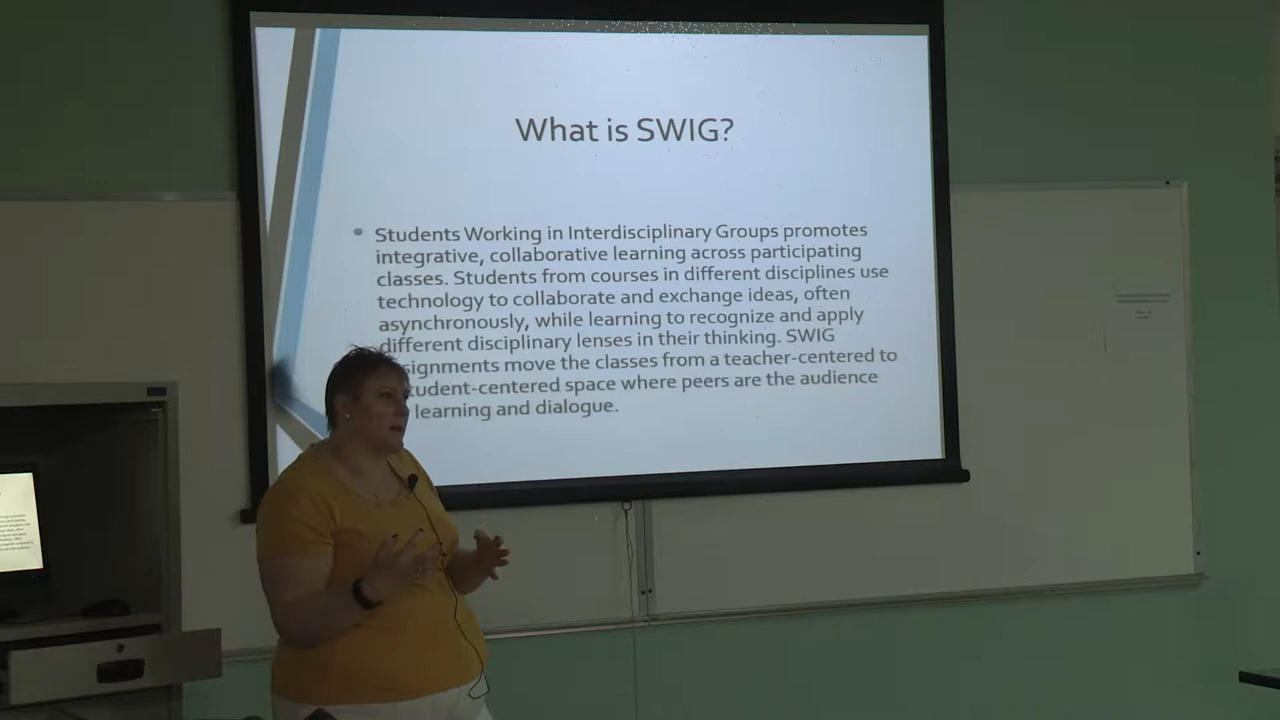 What is SWIG?
• Students Working in Interdisciplinary Groups promotes
integrative, collaborative learning across participating
classes. Students from courses in different disciplines use
technology to collaborate and exchange ideas, often
asynchronously, while learning to recognize and apply
different disciplinary lenses in their thinking. SWIG
signments move the classes from a teacher-centered to
udent-centered space where peers are the audience
learning and dialogue.